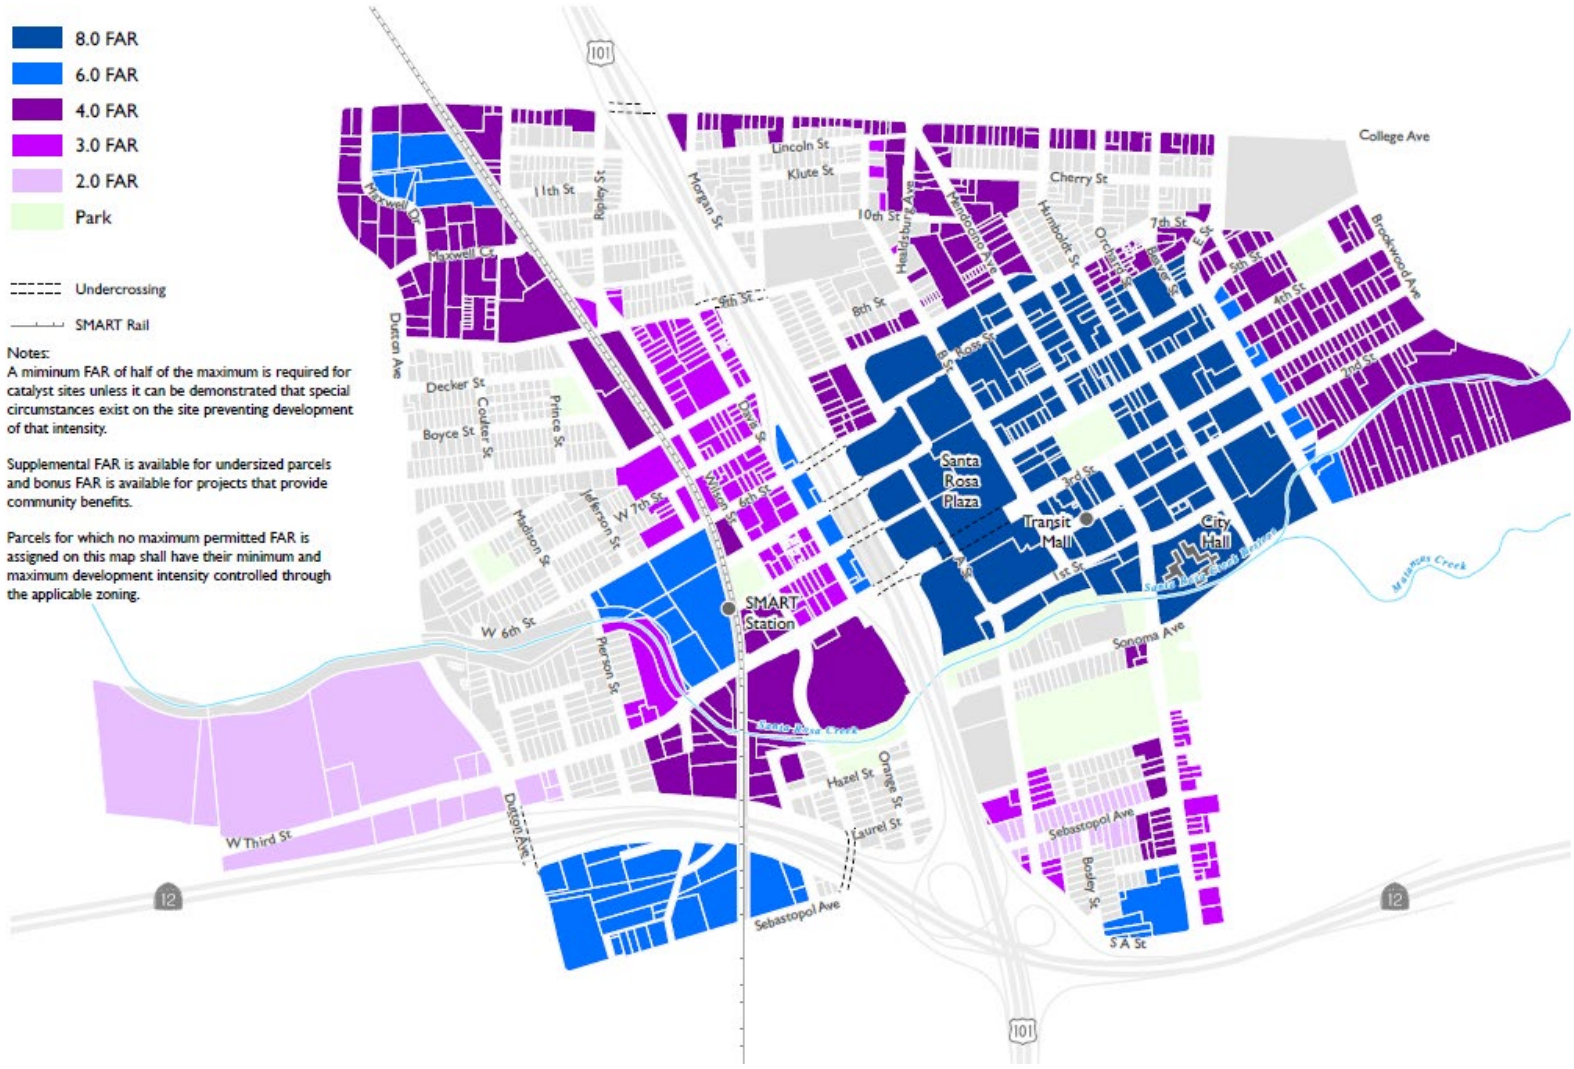 8.0 FAR
6.0 FAR
4.0 FAR
3.0 FAR
2.0 FAR
Park
Undercrossing
SMART Rail
Notes:
A miminum FAR of half of the maximum is required for
catalyst sites unless it can be demonstrated that special
circumstances exist on the site preventing development
of that intensity.
Supplemental FAR is available for undersized parcels
and bonus FAR is available for projects that provide
community benefits.
Parcels for which no maximum permitted FAR is
assigned on this map shall have their minimum and
maximum development intensity controlled through
the applicable zoning.
101
College Ave
Lincoln St
Klute St
Cherry St
11th St
Ripley St
Morgan St
Maxwell Dr
Maxwell Ct
10th St
Healdsburg Ave
Mendocino Ave
Humboldt St
Orchard St
Beaver St
7th St
E St
5th St
4th St
Brookwood Ave
9th St
8th St
Dutton Ave
B St
Ross St
2nd St
Decker St
Coulter St
Prince St
Boyce St
Davis St
Santa
Rosa
Plaza
3rd St
Wilson St
6th St
W 7th St
Jefferson St
Madison St
Transit
Mall
City
Hall
A St
1st St
Santa Rosa Creek
Matanzas Creek
SMART
Station
W 6th St
Pierson St
Sonoma Ave
Santa Rosa Creek
Hazel St
Orange St
Laurel St
Dutton Ave
W Third St
Sebastopol Ave
Bosley St
12
Sebastopol Ave
S A St
12
101